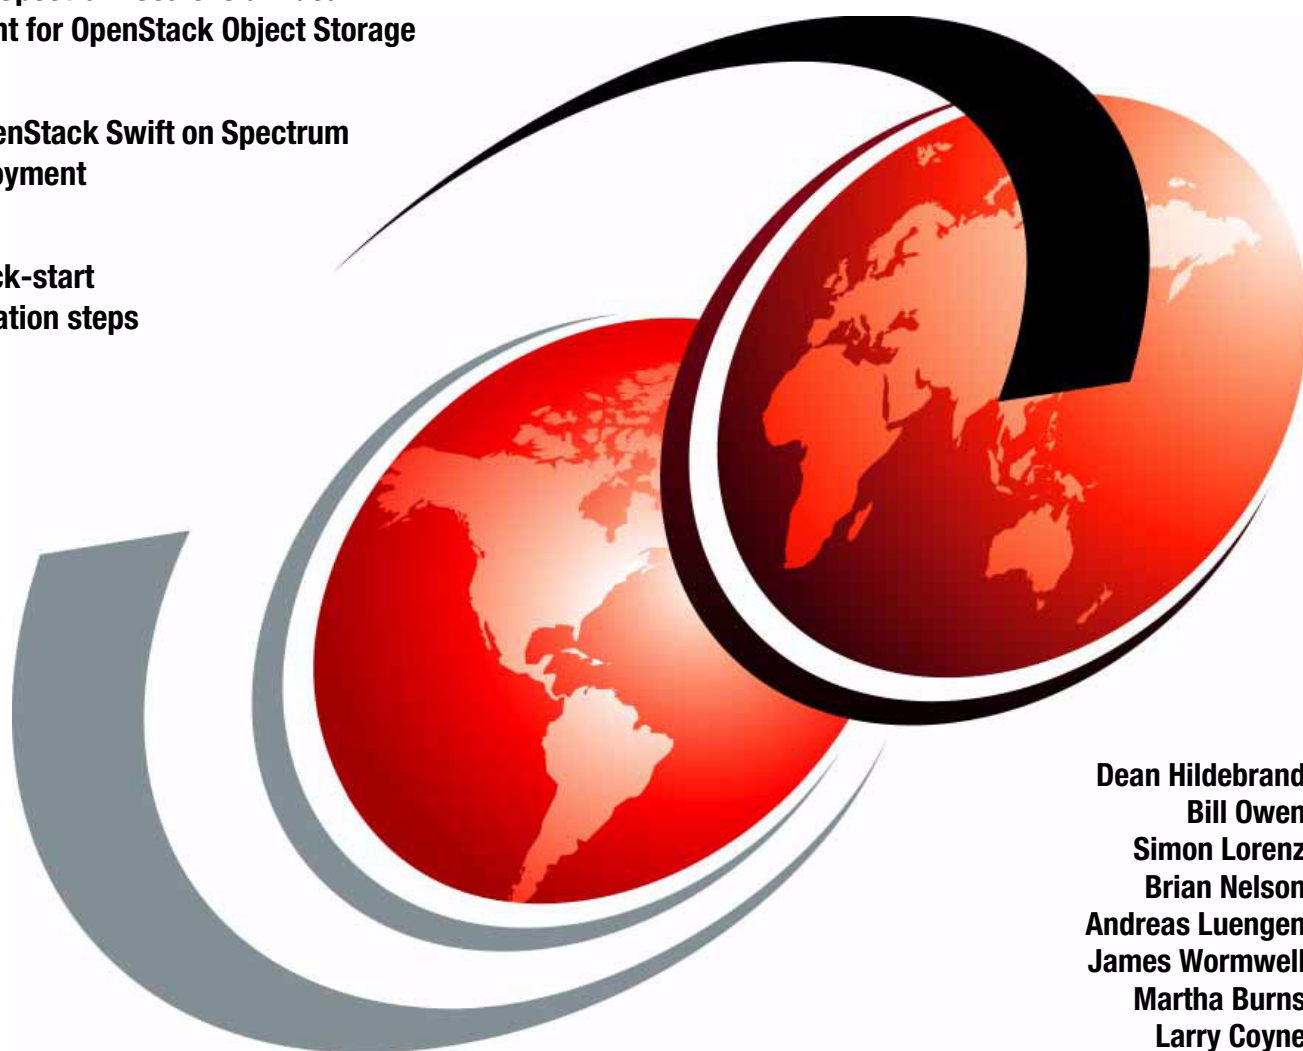 nt for OpenStack Object Storage
enStack Swift on Spectrum
oyment
ck-start
ation steps
Dean Hildebrand
Bill Owen
Simon Lorenz
Brian Nelson
Andreas Luengen
James Wormwell
Martha Burns
Larry Coyne